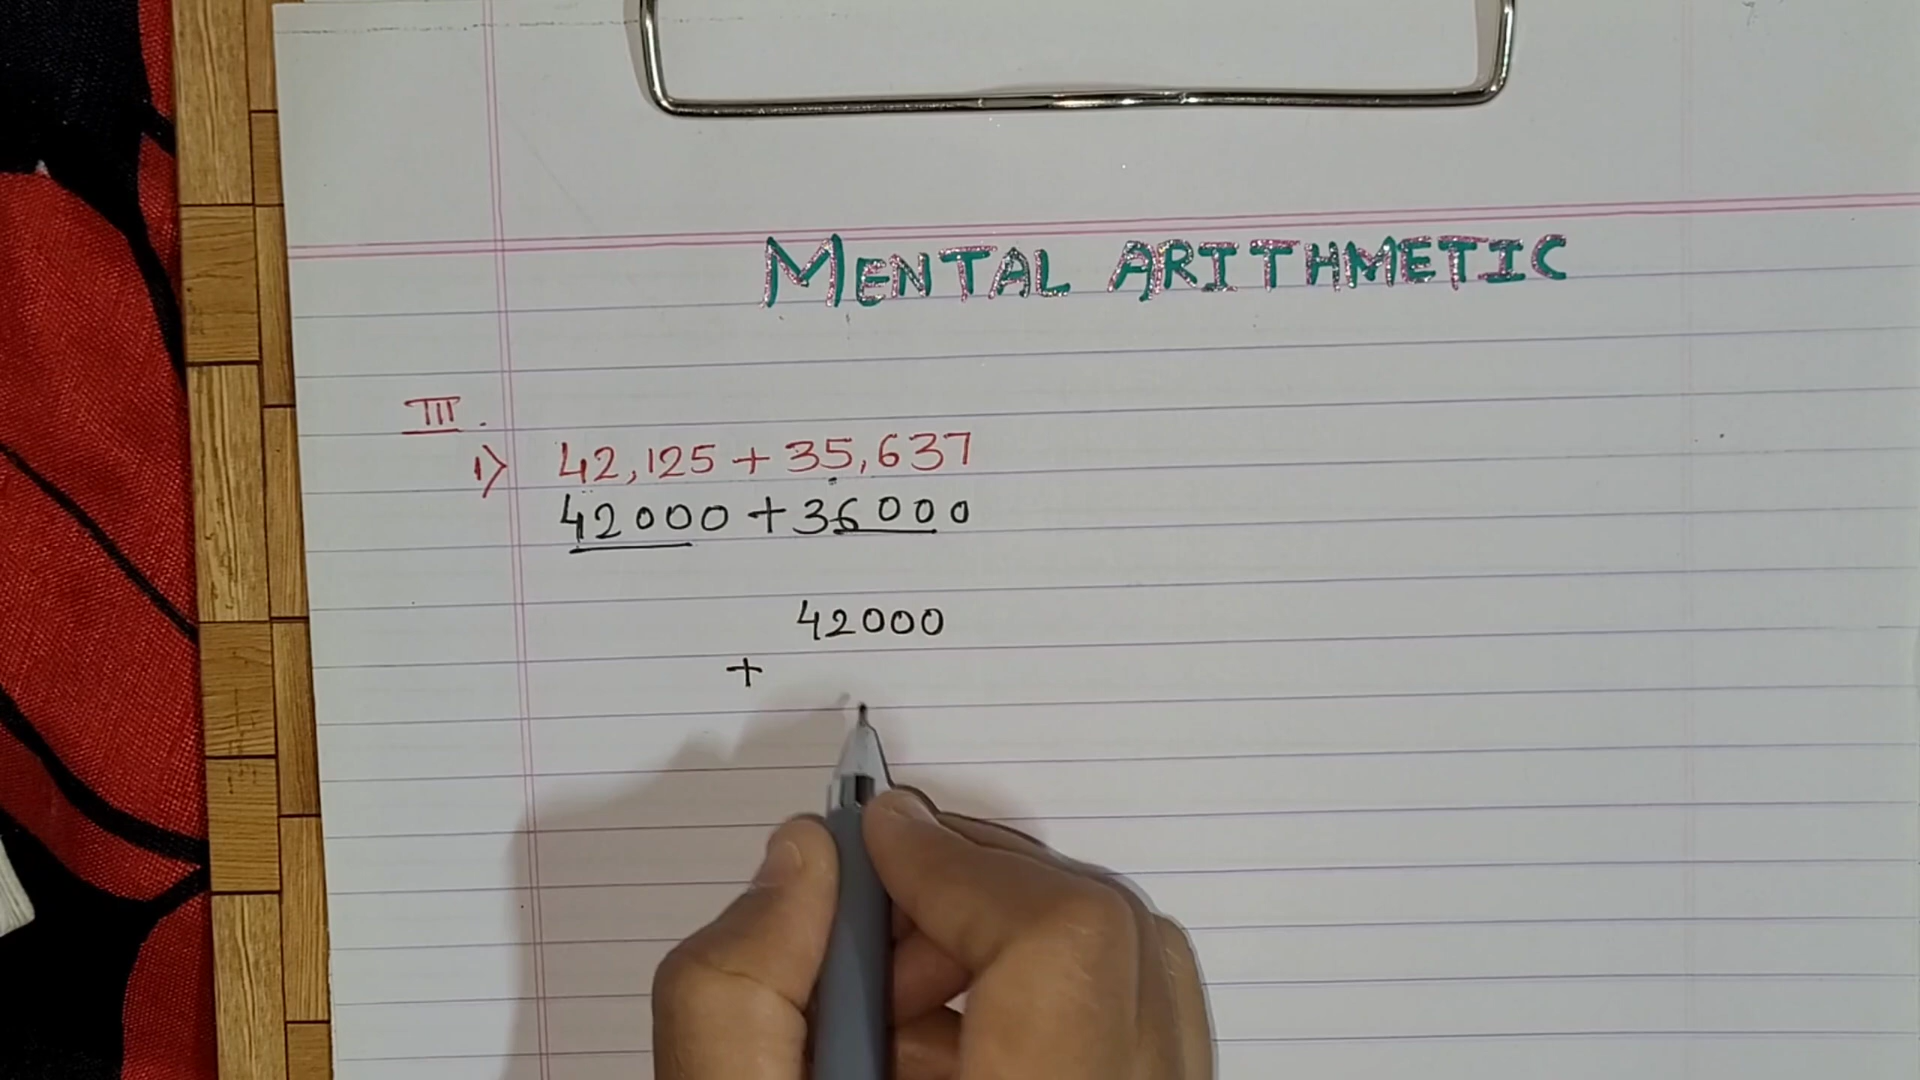 MENTAL ARITHMETIC
III.
1) 42,125 + 35,637
42000 + 36000
42000
+